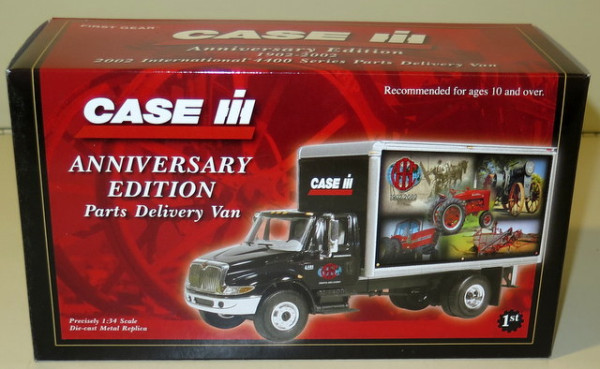 FIRST GEAR
CASE IH
Anniversary Edition
1902-2002
2002 International 4400 Series Parts Delivery Van
Recommended for ages 10 and over.
CASE IH
ANNIVERSARY
EDITION
Parts Delivery Van
CASE IH
Precisely 1:34 Scale
Die-cast Metal Replica
1st